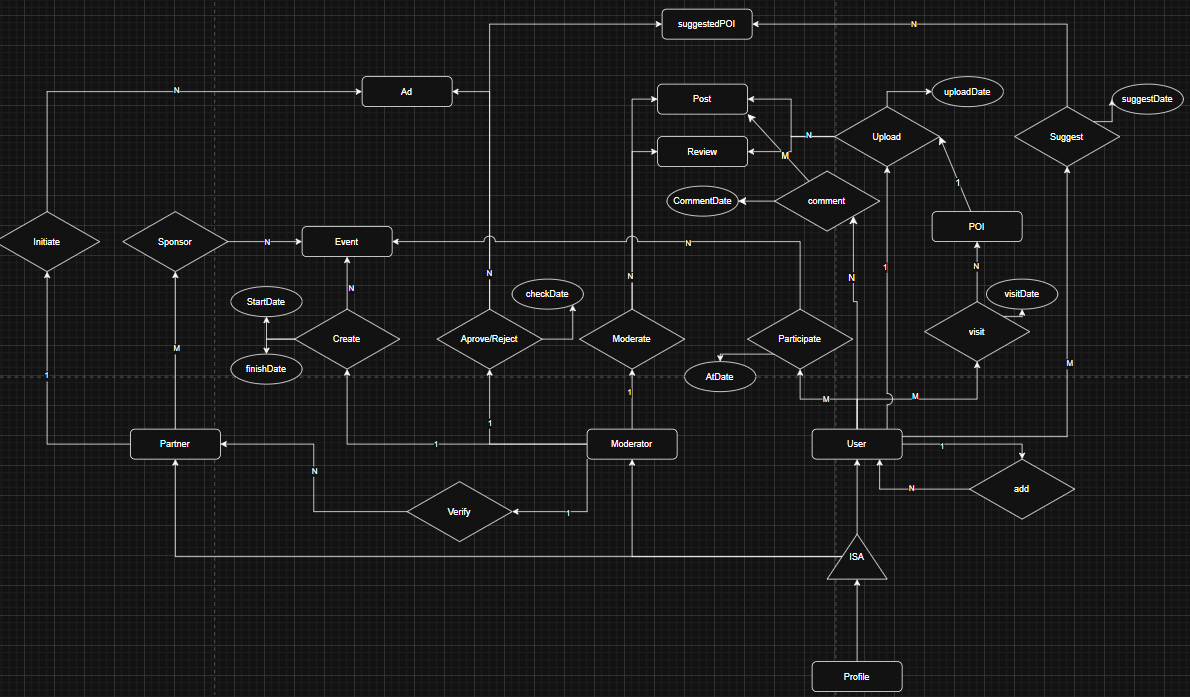 suggestedPOI
N
Ad
N
Post
uploadDate
suggestDate
Upload
Suggest
N
Review
M
1
CommentDate
comment
POI
Initiate
Sponsor
N
Event
N
N
N
N
1
N
N
StartDate
checkDate
visitDate
Create
Aprove/Reject
Moderate
Participate
visit
finishDate
AtDate
M
1
M
1
1
M
M
Partner
1
Moderator
User
1
N
N
add
Verify
1
ISA
Profile